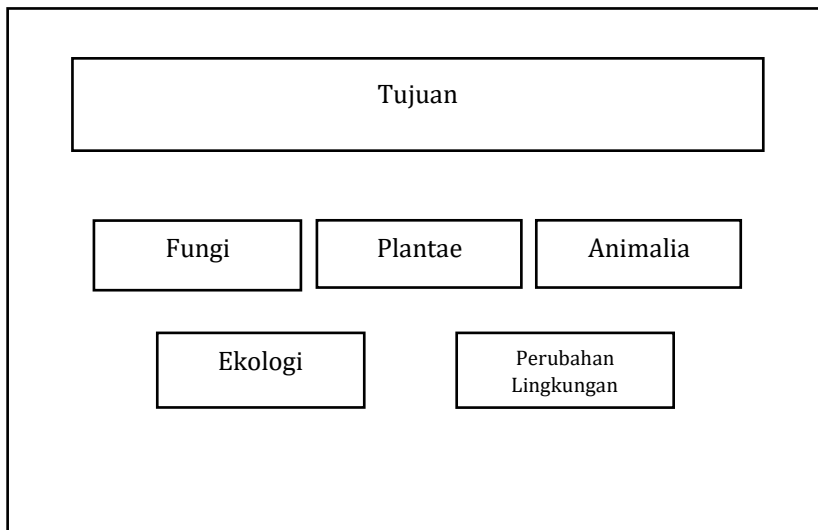 Tujuan
Fungi
Plantae
Animalia
Ekologi
Perubahan
Lingkungan